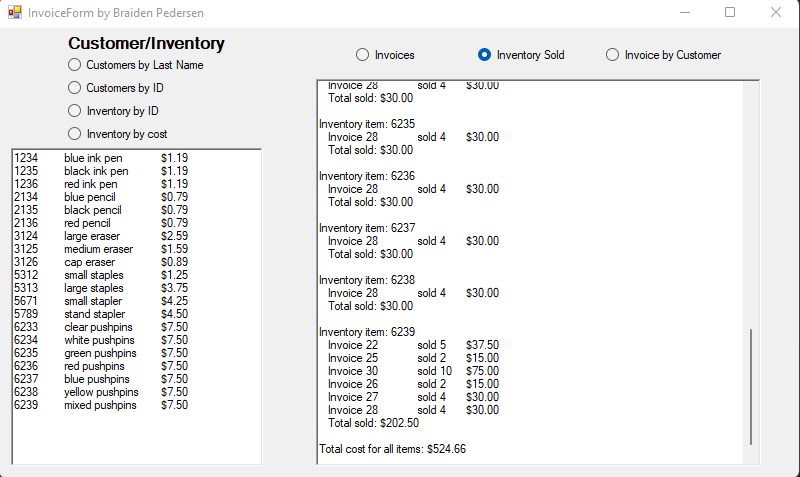 InvoiceForm by Braiden Pedersen
Customer/Inventory
Customers by Last Name
Customers by ID
Inventory by ID
Inventory by cost
1234 blue ink pen $1.19
1235 black ink pen $1.19
1236 red ink pen $1.19
2134 blue pencil $0.79
2135 black pencil $0.79
2136 red pencil $0.79
3124 large eraser $2.59
3125 medium eraser $1.59
3126 cap eraser $0.89
5312 small staples $1.25
5313 large staples $3.75
5671 small stapler $4.25
5789 stand stapler $4.50
6233 clear pushpins $7.50
6234 white pushpins $7.50
6235 green pushpins $7.50
6236 red pushpins $7.50
6237 blue pushpins $7.50
6238 yellow pushpins $7.50
6239 mixed pushpins $7.50
Invoices Inventory Sold Invoice by Customer
Invoice 28 sold 4 $30.00
Total sold: $30.00
Inventory item: 6235
Invoice 28 sold 4 $30.00
Total sold: $30.00
Inventory item: 6236
Invoice 28 sold 4 $30.00
Total sold: $30.00
Inventory item: 6237
Invoice 28 sold 4 $30.00
Total sold: $30.00
Inventory item: 6238
Invoice 28 sold 4 $30.00
Total sold: $30.00
Inventory item: 6239
Invoice 22 sold 5 $37.50
Invoice 25 sold 2 $15.00
Invoice 30 sold 10 $75.00
Invoice 26 sold 2 $15.00
Invoice 27 sold 4 $30.00
Invoice 28 sold 4 $30.00
Total sold: $202.50
Total cost for all items: $524.66